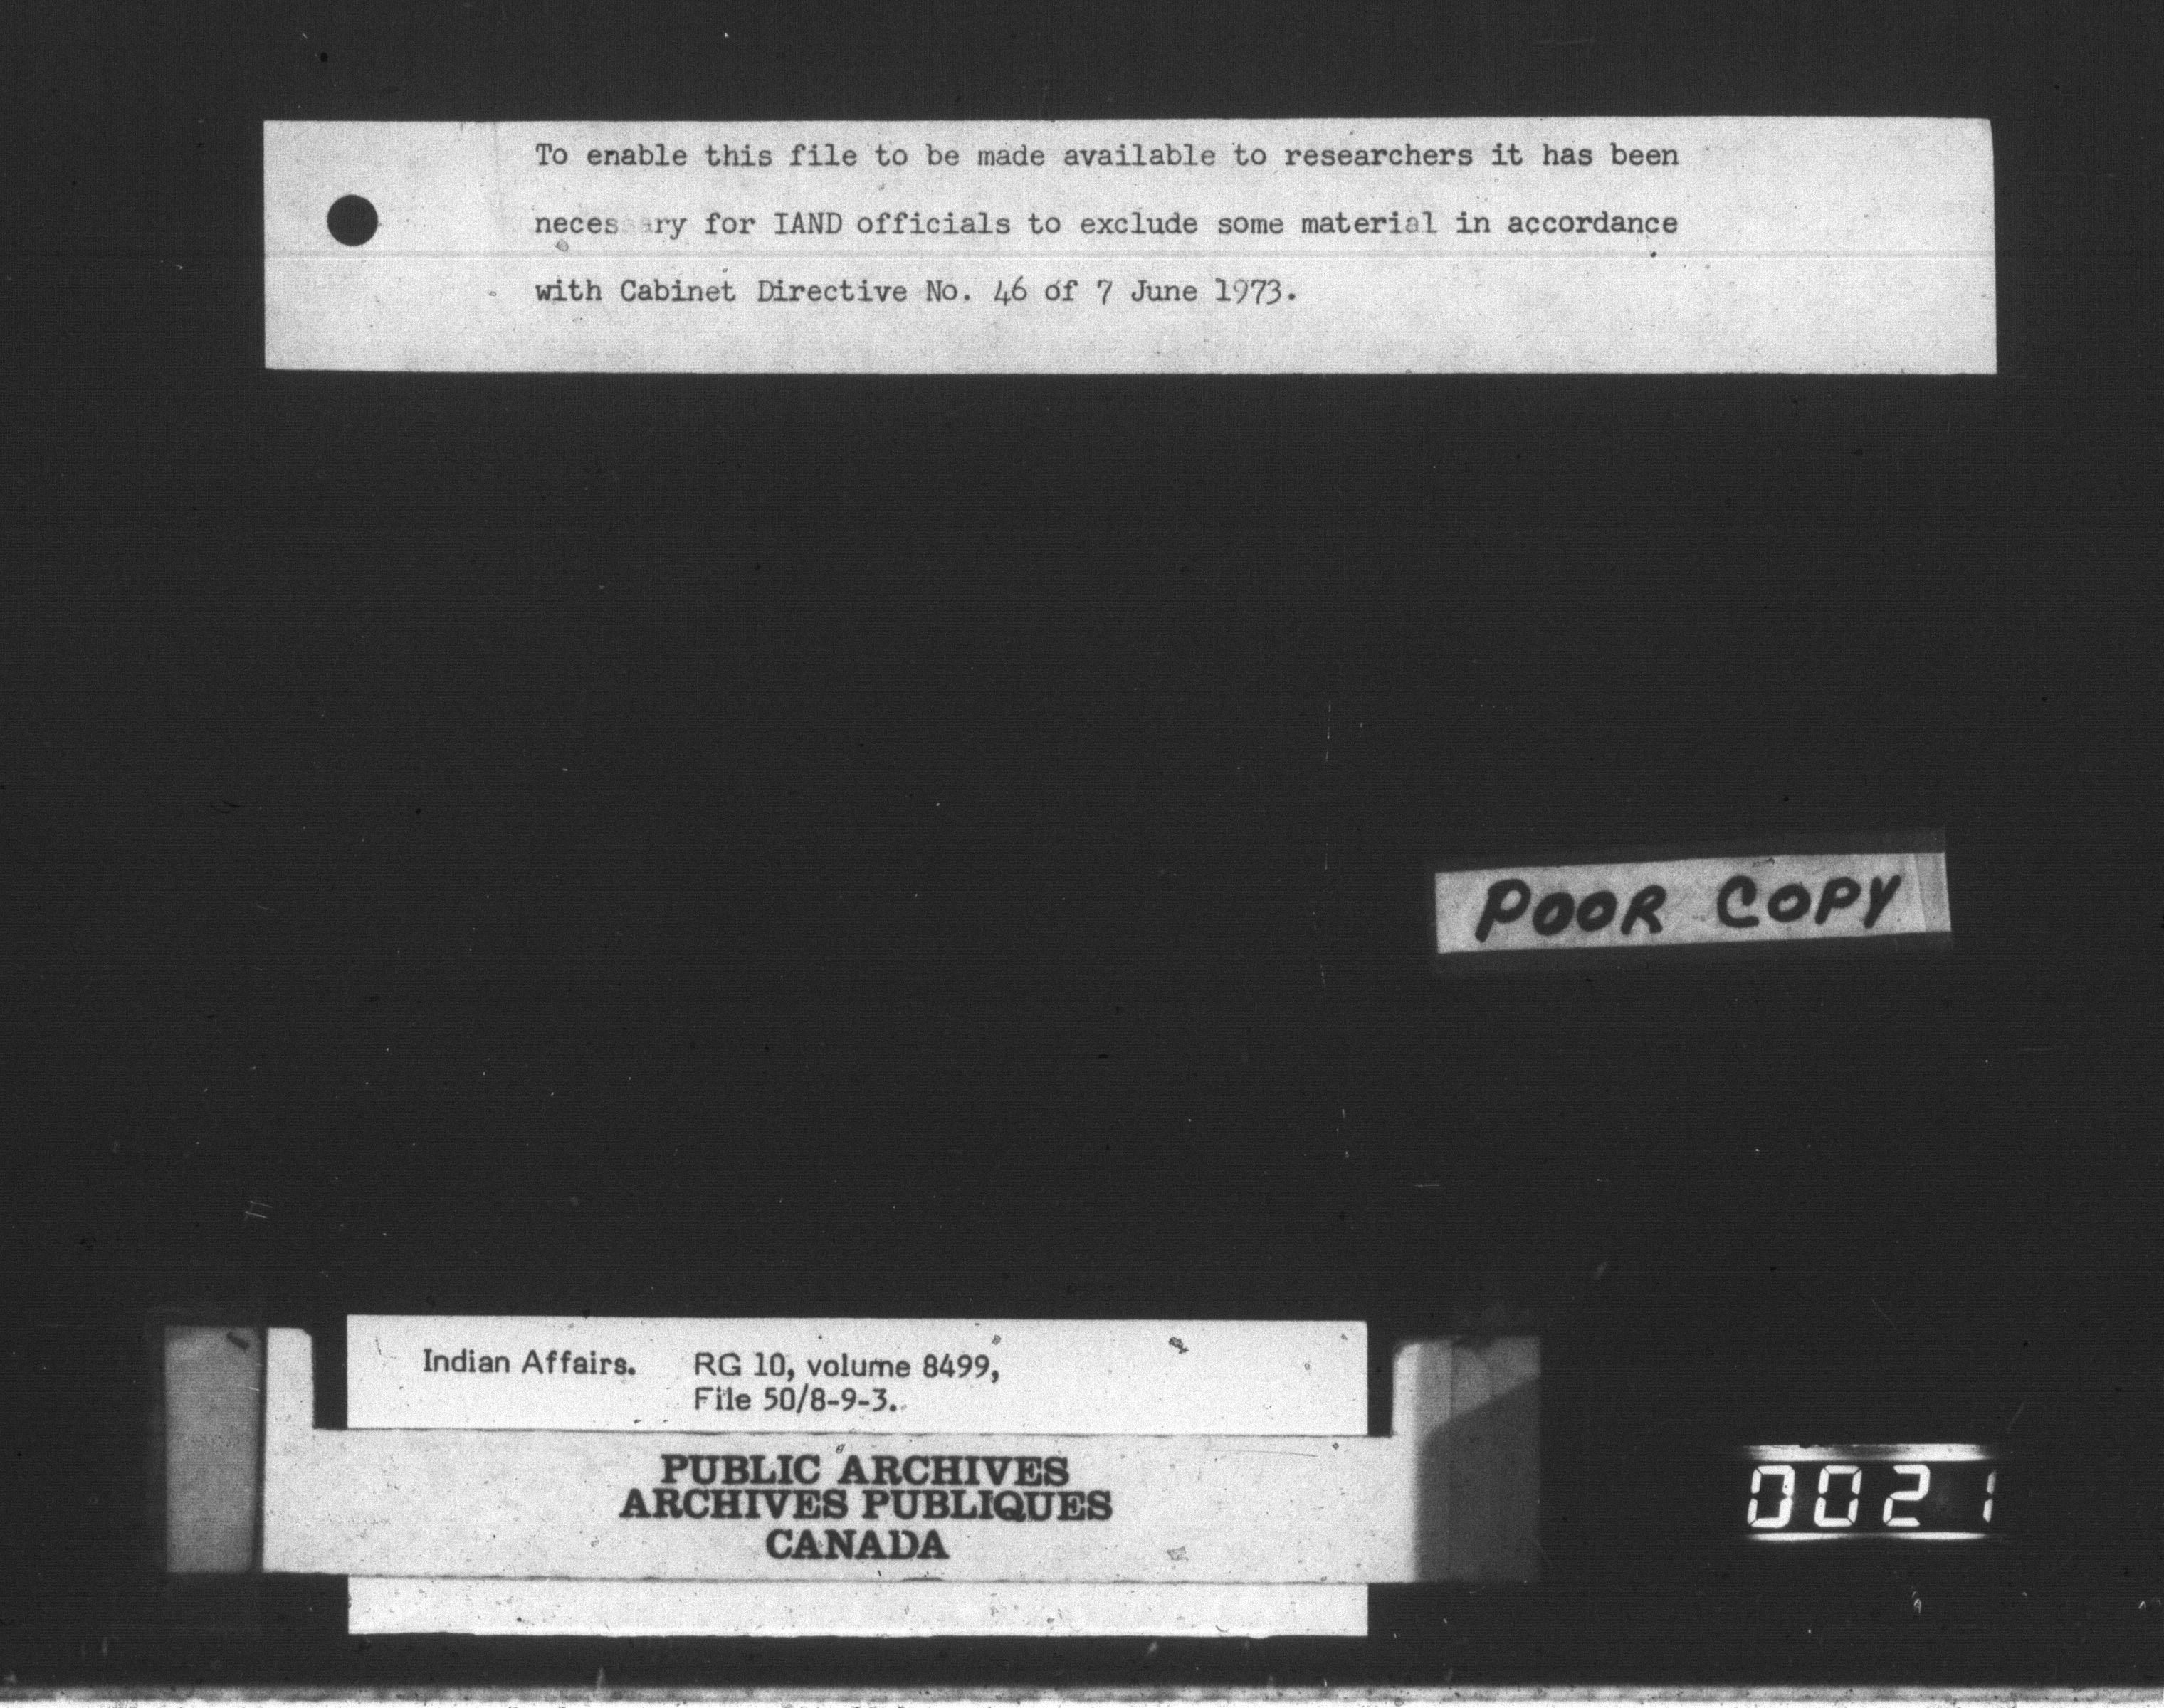 To enable this file to be made available to researchers it has been
necessary for IAND officials to exclude some material in accordance
with Cabinet Directive No. 46 of 7 June 1973.
POOR COPY
Indian Affairs. RG 10, volume 8499,
File 50/8-9-3.
PUBLIC ARCHIVES
ARCHIVES PUBLIQUES
CANADA
0021